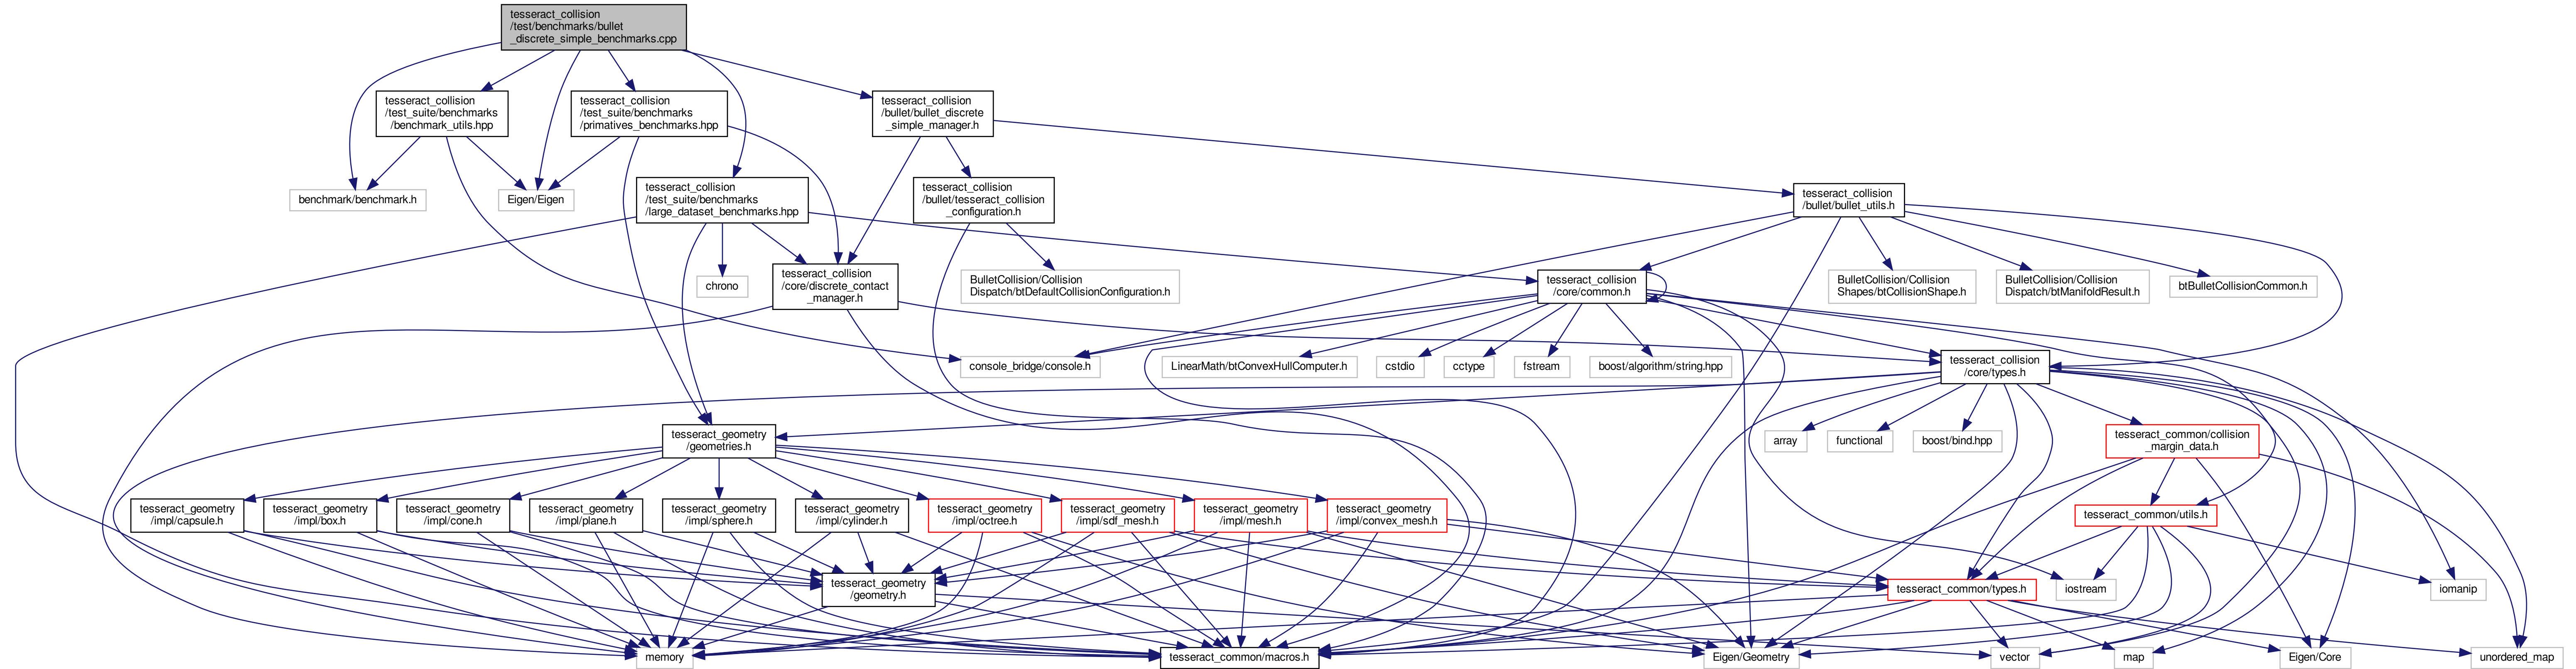 tesseract_collision
/test/benchmarks/bullet
_discrete_simple_benchmarks.cpp
tesseract_collision
/test_suite/benchmarks
/benchmark_utils.hpp
tesseract_collision
/test_suite/benchmarks
/primatives_benchmarks.hpp
tesseract_collision
/bullet/bullet_discrete
_simple_manager.h
benchmark/benchmark.h
Eigen/Eigen
tesseract_collision
/test_suite/benchmarks
/large_dataset_benchmarks.hpp
tesseract_collision
/bullet/tesseract_collision
_configuration.h
tesseract_collision
/bullet/bullet_utils.h
chrono
tesseract_collision
/core/discrete_contact
_manager.h
BulletCollision/Collision
Dispatch/btDefaultCollisionConfiguration.h
tesseract_collision
/core/common.h
BulletCollision/Collision
Shapes/btCollisionShape.h
BulletCollision/Collision
Dispatch/btManifoldResult.h
btBulletCollisionCommon.h
console_bridge/console.h
LinearMath/btConvexHullComputer.h
cstdio
cctype
fstream
boost/algorithm/string.hpp
tesseract_collision
/core/types.h
tesseract_geometry
/geometries.h
array
functional
boost/bind.hpp
tesseract_common/collision
_margin_data.h
tesseract_geometry
/impl/capsule.h
tesseract_geometry
/impl/box.h
tesseract_geometry
/impl/cone.h
tesseract_geometry
/impl/plane.h
tesseract_geometry
/impl/sphere.h
tesseract_geometry
/impl/cylinder.h
tesseract_geometry
/impl/octree.h
tesseract_geometry
/impl/sdf_mesh.h
tesseract_geometry
/impl/mesh.h
tesseract_geometry
/impl/convex_mesh.h
tesseract_common/utils.h
tesseract_geometry
/geometry.h
tesseract_common/types.h
iostream
iomanip
memory
tesseract_common/macros.h
Eigen/Geometry
vector
map
Eigen/Core
unordered_map